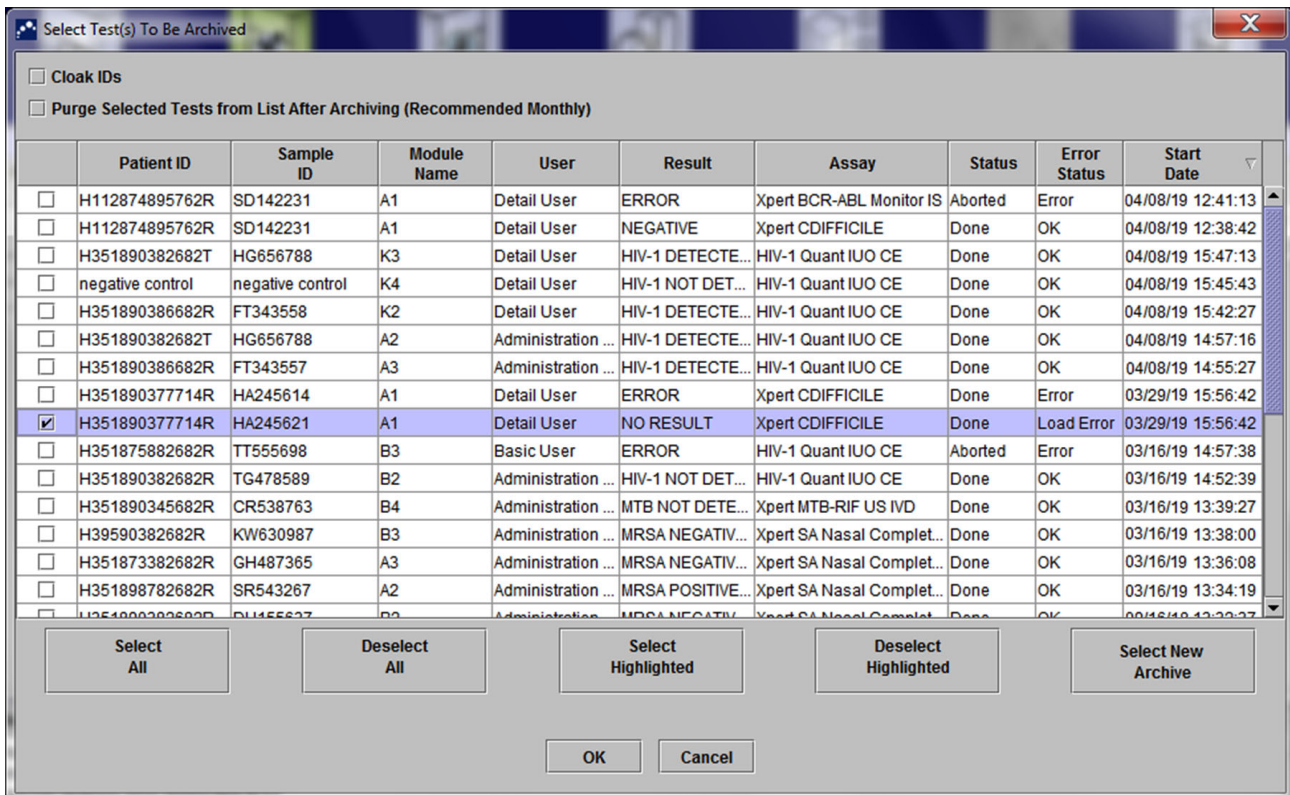 Select Test(s) To Be Archived
Cloak IDs
Purge Selected Tests from List After Archiving (Recommended Monthly)
Patient ID Sample ID Module Name User Result Assay Status Error Status Start Date
H112874895762R SD142231 A1 Detail User ERROR Xpert BCR-ABL Monitor IS Aborted Error 04/08/19 12:41:13
H112874895762R SD142231 A1 Detail User NEGATIVE Xpert CDIFFICILE Done OK 04/08/19 12:38:42
H351890382682T HG656788 K3 Detail User HIV-1 DETECTE... HIV-1 Quant IUO CE Done OK 04/08/19 15:47:13
negative control negative control K4 Detail User HIV-1 NOT DET... HIV-1 Quant IUO CE Done OK 04/08/19 15:45:43
H351890386682R FT343558 K2 Detail User HIV-1 DETECTE... HIV-1 Quant IUO CE Done OK 04/08/19 15:42:27
H351890382682T HG656788 A2 Administration ... HIV-1 DETECTE... HIV-1 Quant IUO CE Done OK 04/08/19 14:57:16
H351890386682R FT343557 A3 Administration ... HIV-1 DETECTE... HIV-1 Quant IUO CE Done OK 04/08/19 14:55:27
H351890377714R HA245614 A1 Detail User ERROR Xpert CDIFFICILE Done Error 03/29/19 15:56:42
H351890377714R HA245621 A1 Detail User NO RESULT Xpert CDIFFICILE Done Load Error 03/29/19 15:56:42
H351875882682R TT555698 B3 Basic User ERROR HIV-1 Quant IUO CE Aborted Error 03/16/19 14:57:38
H351890382682R TG478589 B2 Administration ... HIV-1 NOT DET... HIV-1 Quant IUO CE Done OK 03/16/19 14:52:39
H351890345682R CR538763 B4 Administration ... MTB NOT DETE... Xpert MTB-RIF US IVD Done OK 03/16/19 13:39:27
H39590382682R KW630987 B3 Administration ... MRSA NEGATIV... Xpert SA Nasal Complet... Done OK 03/16/19 13:38:00
H351873382682R GH487365 A3 Administration ... MRSA NEGATIV... Xpert SA Nasal Complet... Done OK 03/16/19 13:36:08
H351898782682R SR543267 A2 Administration ... MRSA POSITIVE... Xpert SA Nasal Complet... Done OK 03/16/19 13:34:19
Select All Deselect All Select Highlighted Deselect Highlighted Select New Archive
OK Cancel